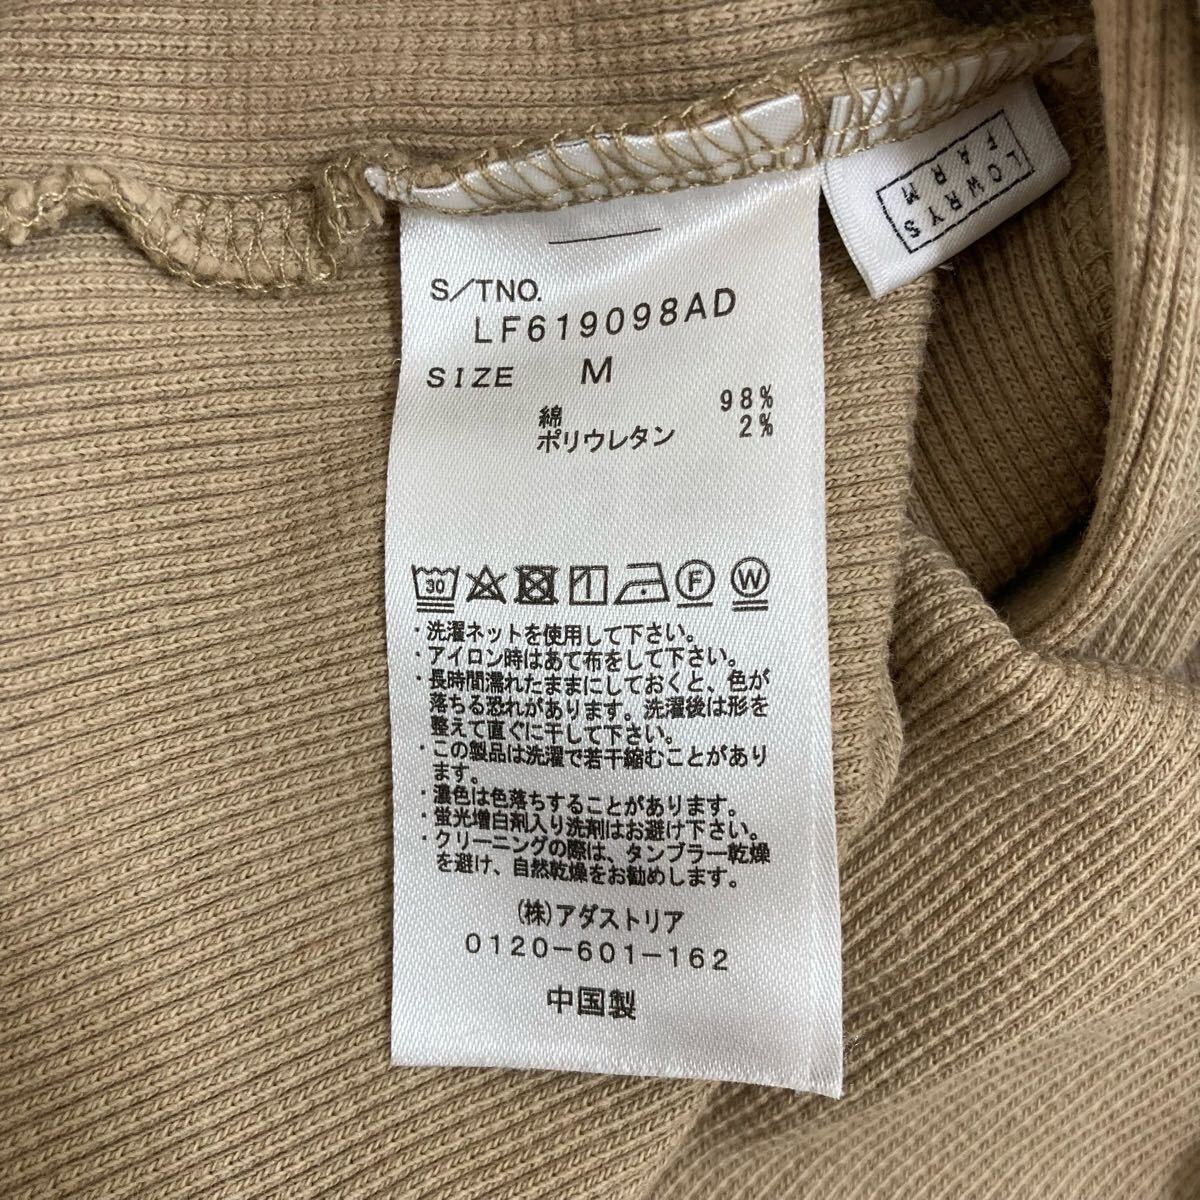 LOWRYS
FARM
S/TNO.
LF619098AD
SIZE M
綿 98%
ポリウレタン 2%
30 1 F W
・洗濯ネットを使用して下さい。
・アイロン時はあて布をして下さい。
・長時間濡れたままにしておくと、色が
落ちる恐れがあります。洗濯後は形を
整えて直ぐに干して下さい。
・この製品は洗濯で若干縮むことがあり
ます。
・濃色は色落ちすることがあります。
・蛍光増白剤入り洗剤はお避け下さい。
・クリーニングの際は、タンブラー乾燥
を避け、自然乾燥をお勧めします。
(株)アダストリア
0120-601-162
中国製